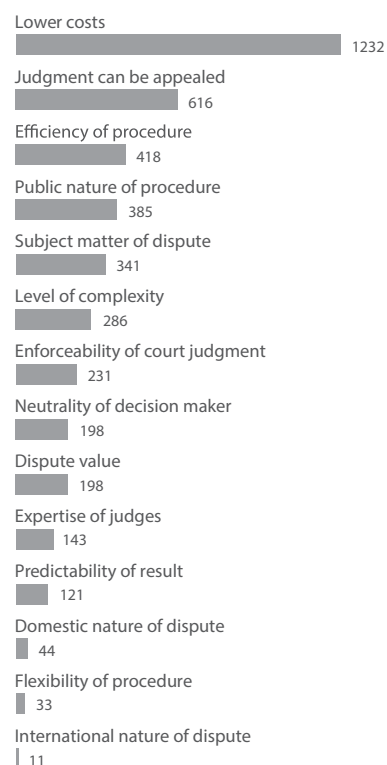 Lower costs
1232
Judgment can be appealed
616
Efficiency of procedure
418
Public nature of procedure
385
Subject matter of dispute
341
Level of complexity
286
Enforceability of court judgment
231
Neutrality of decision maker
198
Dispute value
198
Expertise of judges
143
Predictability of result
121
Domestic nature of dispute
44
Flexibility of procedure
33
International nature of dispute
11